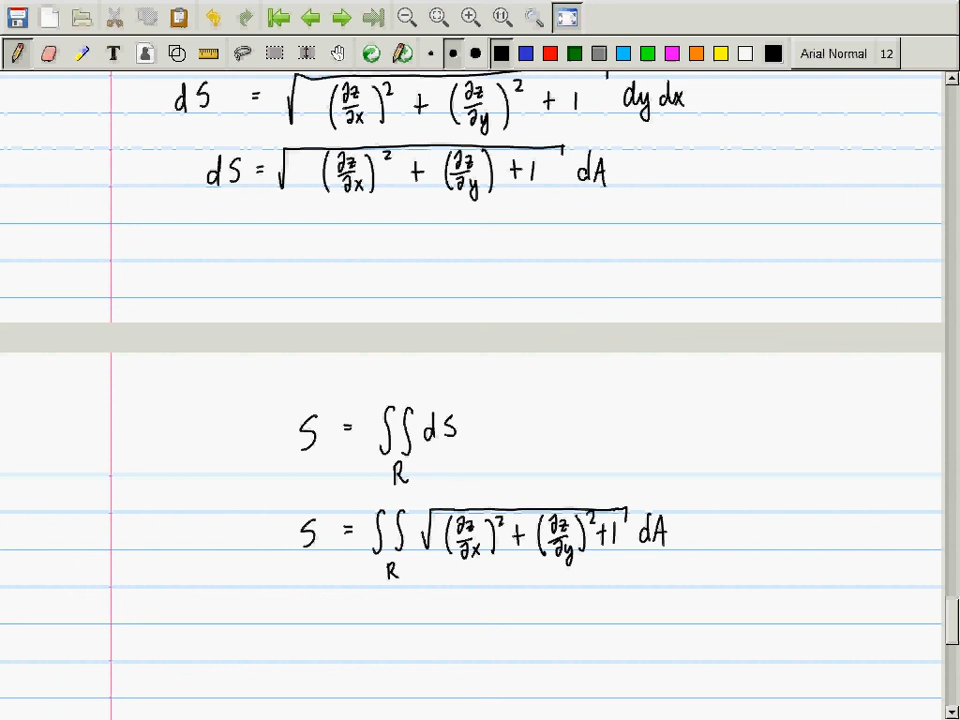 T Arial Normal 12
dS = √((∂z/∂x)² + (∂z/∂y)² + 1) dy dx
dS = √((∂z/∂x)² + (∂z/∂y) + 1) dA
S = ∫∫_R dS
S = ∫∫_R √((∂z/∂x)² + (∂z/∂y)² + 1) dA